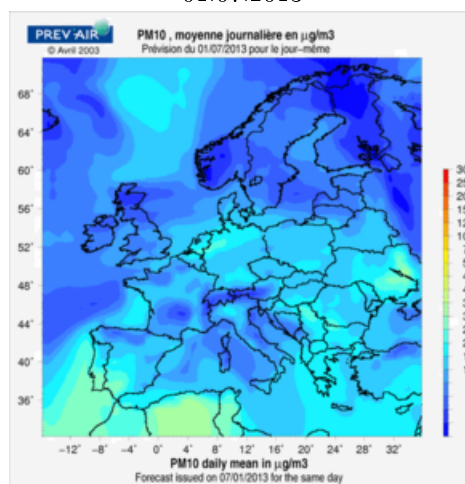 PREV'AIR
© Avril 2003
PM10 , moyenne journalière en µg/m3
Prévision du 01/07/2013 pour le jour-même
68°
64°
60°
56°
52°
48°
44°
40°
36°
-12° -8° -4° 0° 4° 8° 12° 16° 20° 24° 28° 32°
PM10 daily mean in µg/m3
Forecast issued on 07/01/2013 for the same day